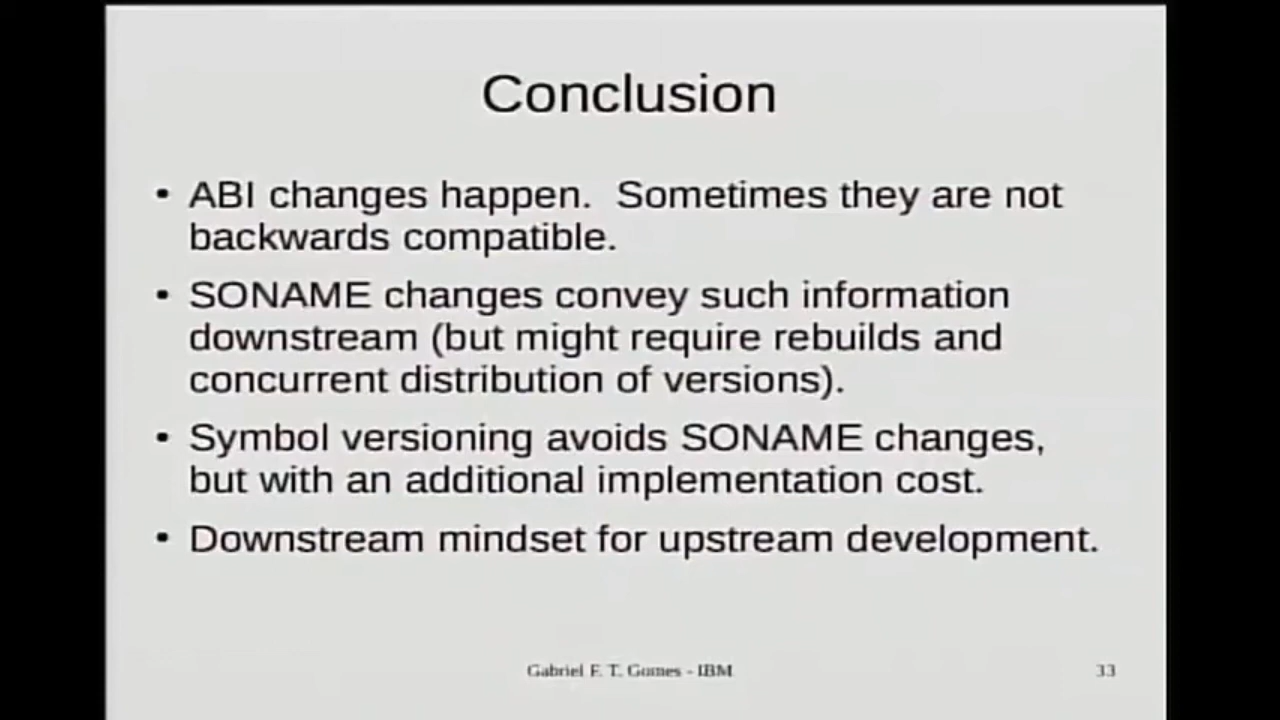 Conclusion
• ABI changes happen.  Sometimes they are not
backwards compatible.
• SONAME changes convey such information
downstream (but might require rebuilds and
concurrent distribution of versions).
• Symbol versioning avoids SONAME changes,
but with an additional implementation cost.
• Downstream mindset for upstream development.
Gabriel F. T. Gomes - IBM
33